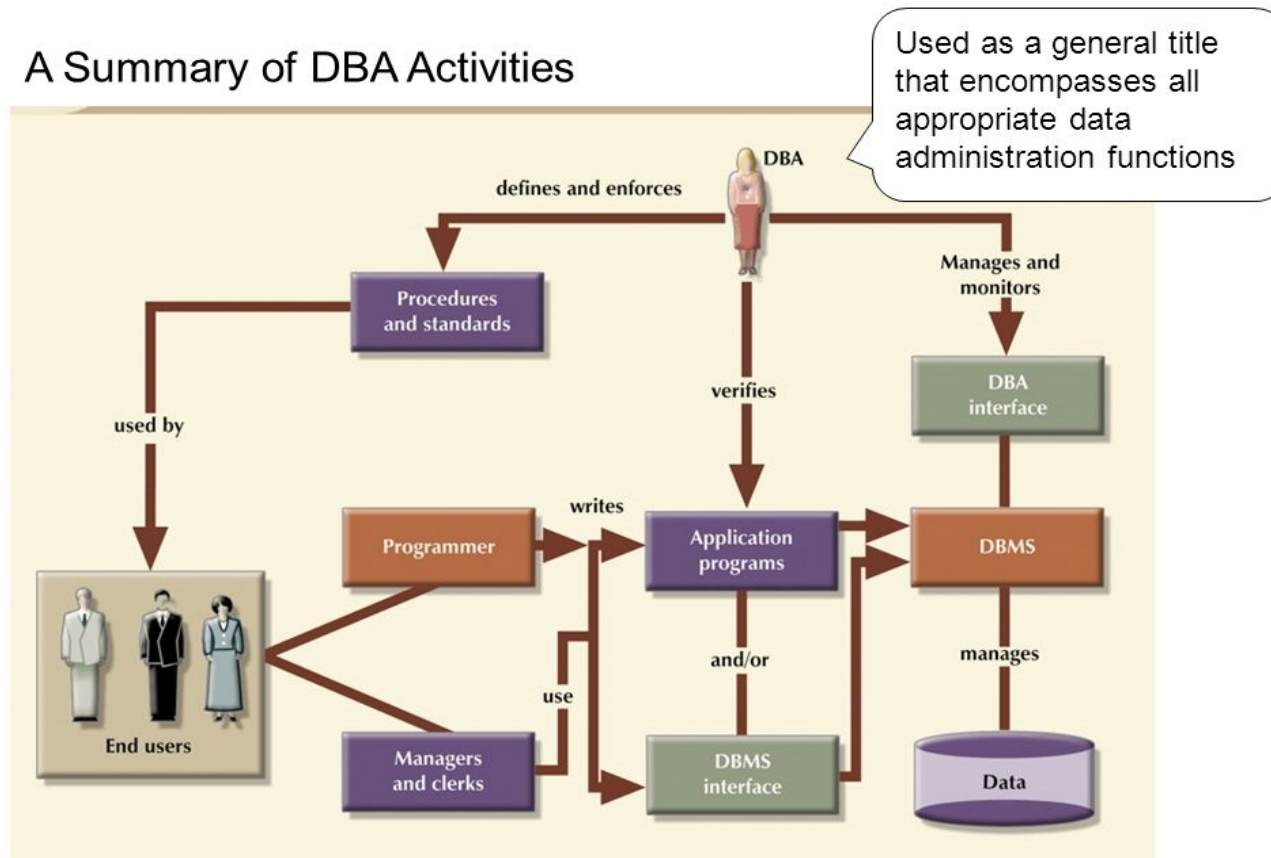 A Summary of DBA Activities
Used as a general title
that encompasses all
appropriate data
administration functions
DBA
defines and enforces
Manages and
monitors
Procedures
and standards
DBA
interface
verifies
used by
writes
Programmer
Application
programs
DBMS
and/or
manages
use
End users
Managers
and clerks
DBMS
interface
Data